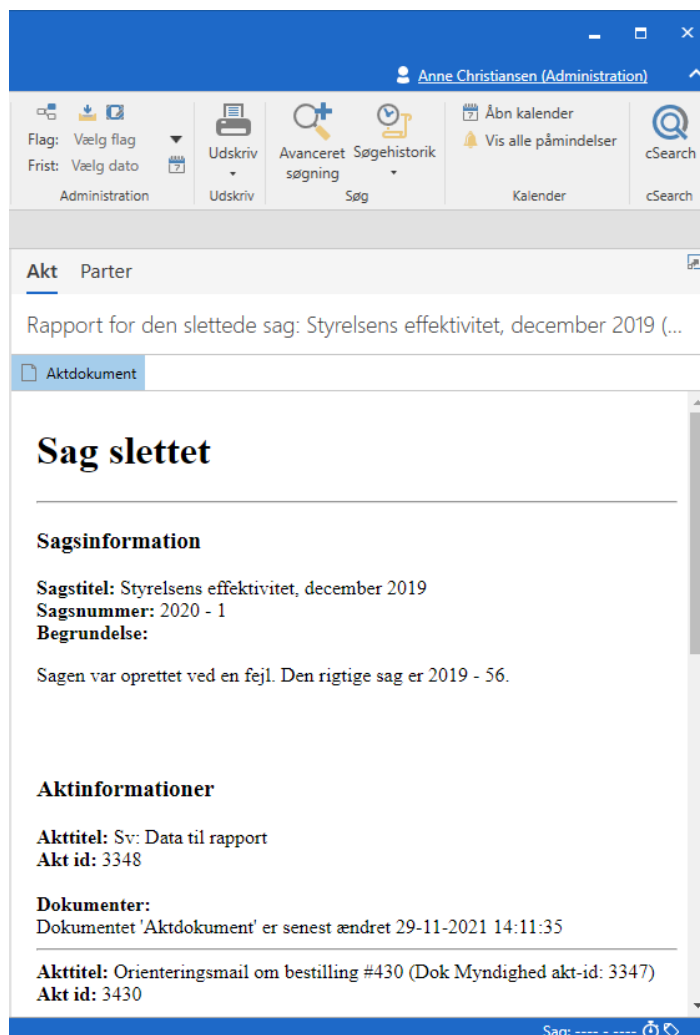 Anne Christiansen (Administration)
Flag: Vælg flag
Frist: Vælg dato
Administration
Udskriv
Udskriv
Avanceret søgning
Søgehistorik
Søg
Åbn kalender
Vis alle påmindelser
Kalender
cSearch
cSearch
Akt Parter
Rapport for den slettede sag: Styrelsens effektivitet, december 2019 (...
Aktdokument
Sag slettet
Sagsinformation
Sagstitel: Styrelsens effektivitet, december 2019
Sagsnummer: 2020 - 1
Begrundelse:
Sagen var oprettet ved en fejl. Den rigtige sag er 2019 - 56.
Aktinformationer
Akttitel: Sv: Data til rapport
Akt id: 3348
Dokumenter:
Dokumentet 'Aktdokument' er senest ændret 29-11-2021 14:11:35
Akttitel: Orienteringsmail om bestilling #430 (Dok Myndighed akt-id: 3347)
Akt id: 3430
Sag: ---- - ----